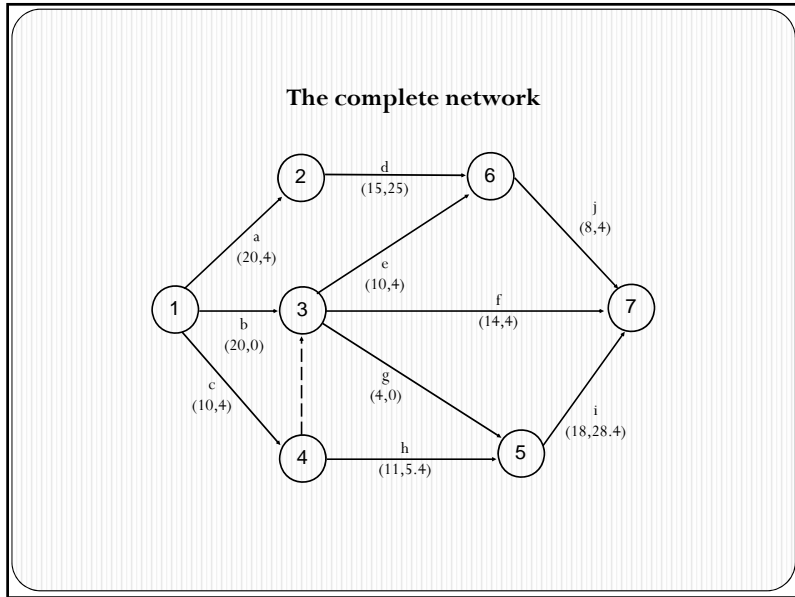 The complete network
2
d
(15,25)
6
a
(20,4)
e
(10,4)
j
(8,4)
1
b
(20,0)
3
f
(14,4)
7
c
(10,4)
g
(4,0)
4
h
(11,5.4)
5
i
(18,28.4)